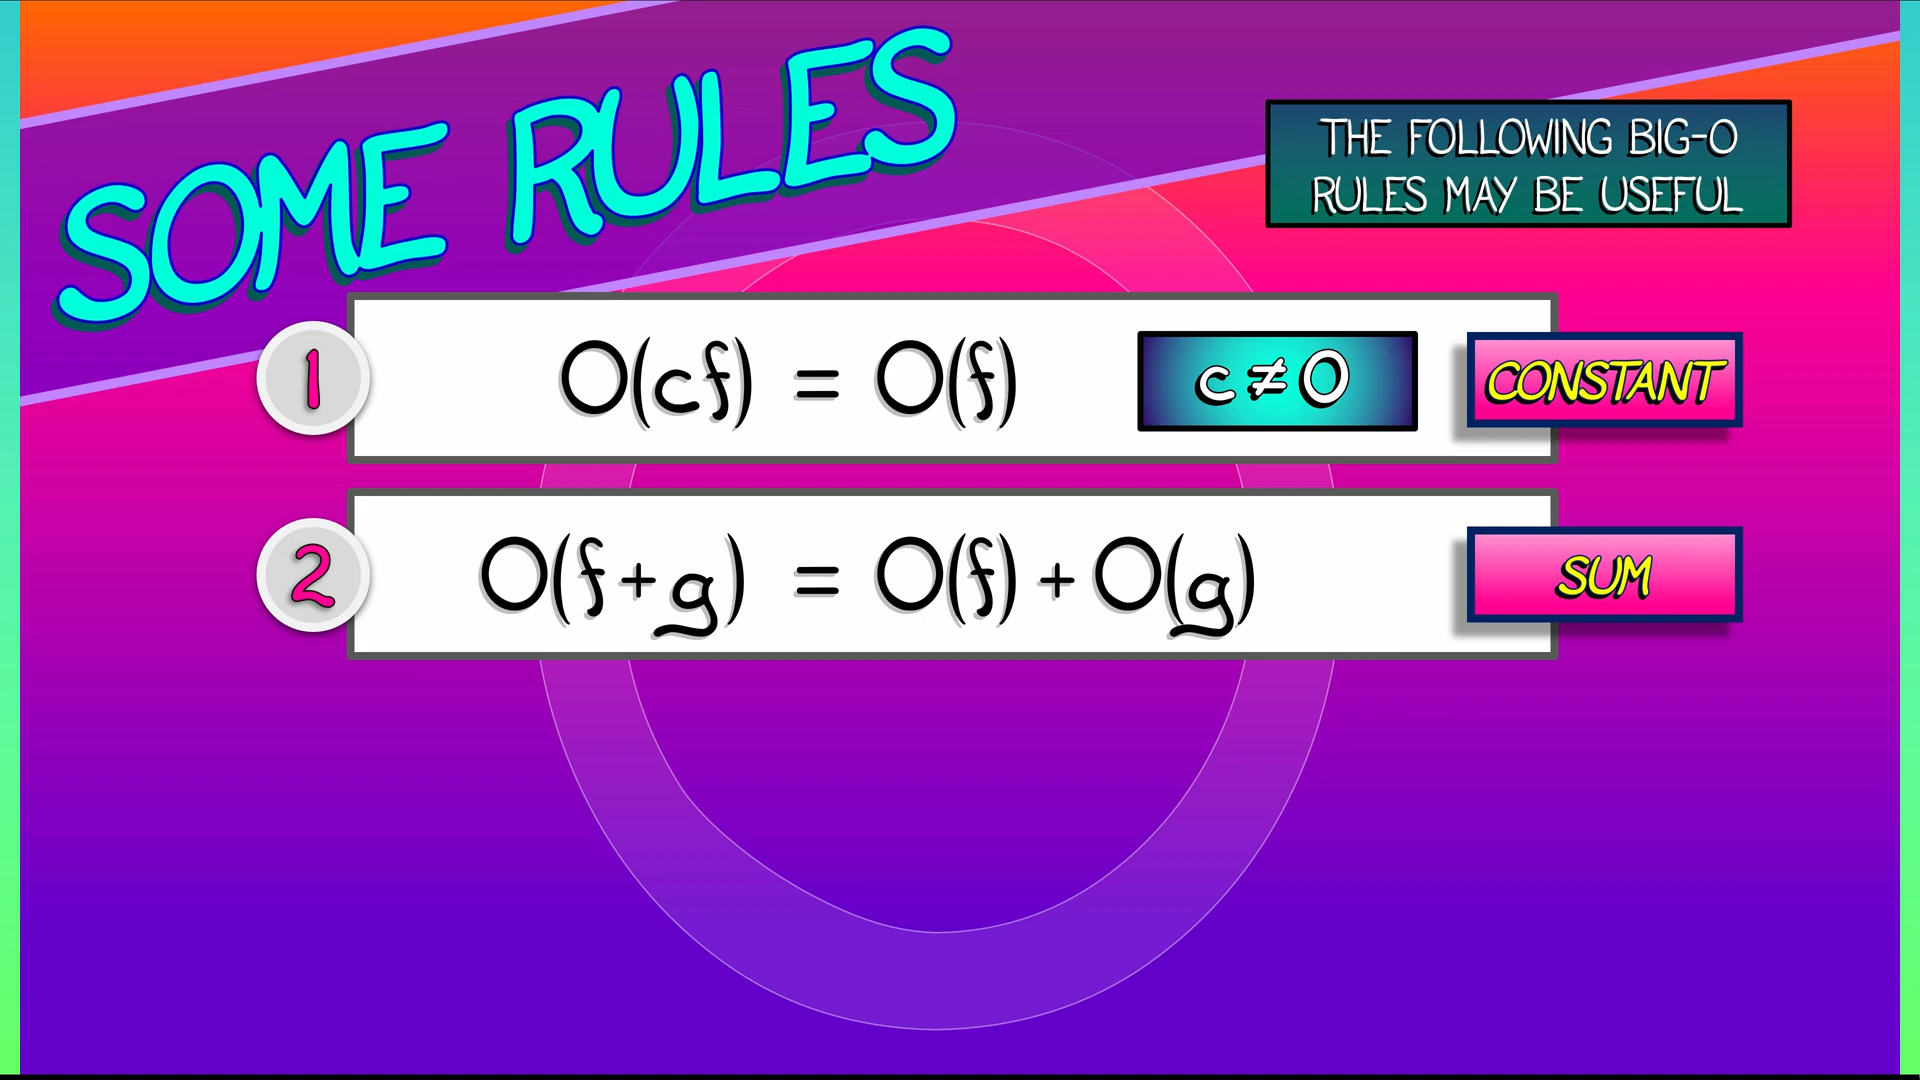 SOME RULES
THE FOLLOWING BIG-O
RULES MAY BE USEFUL
1
O(cf) = O(f)
c≠0
CONSTANT
2
O(f+g) = O(f)+O(g)
SUM